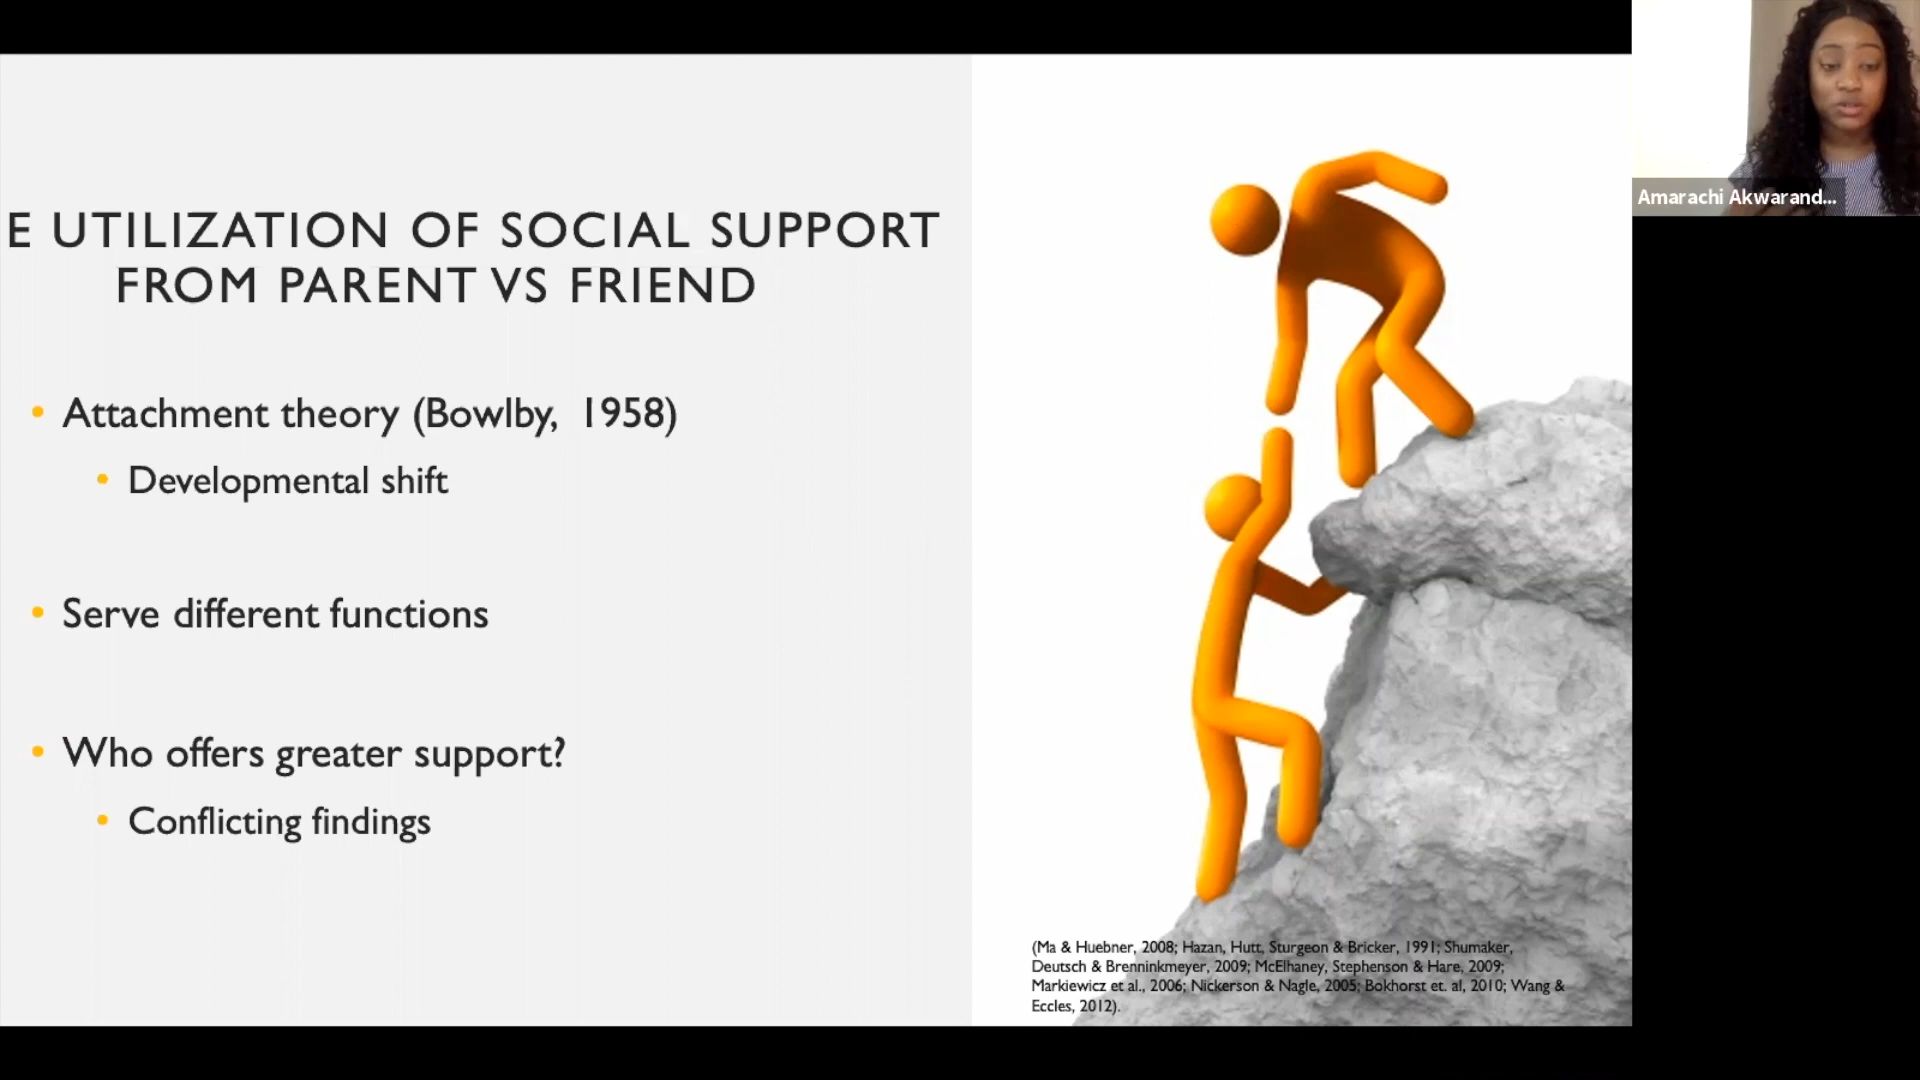 E UTILIZATION OF SOCIAL SUPPORT
FROM PARENT VS FRIEND
• Attachment theory (Bowlby, 1958)
• Developmental shift
• Serve different functions
• Who offers greater support?
• Conflicting findings
(Ma & Huebner, 2008; Hazan, Hutt, Sturgeon & Bricker, 1991; Shumaker,
Deutsch & Brenninkmeyer, 2009; McElhaney, Stephenson & Hare, 2009;
Markiewicz et al., 2006; Nickerson & Nagle, 2005; Bokhorst et. al, 2010; Wang &
Eccles, 2012).
Amarachi Akwarand...